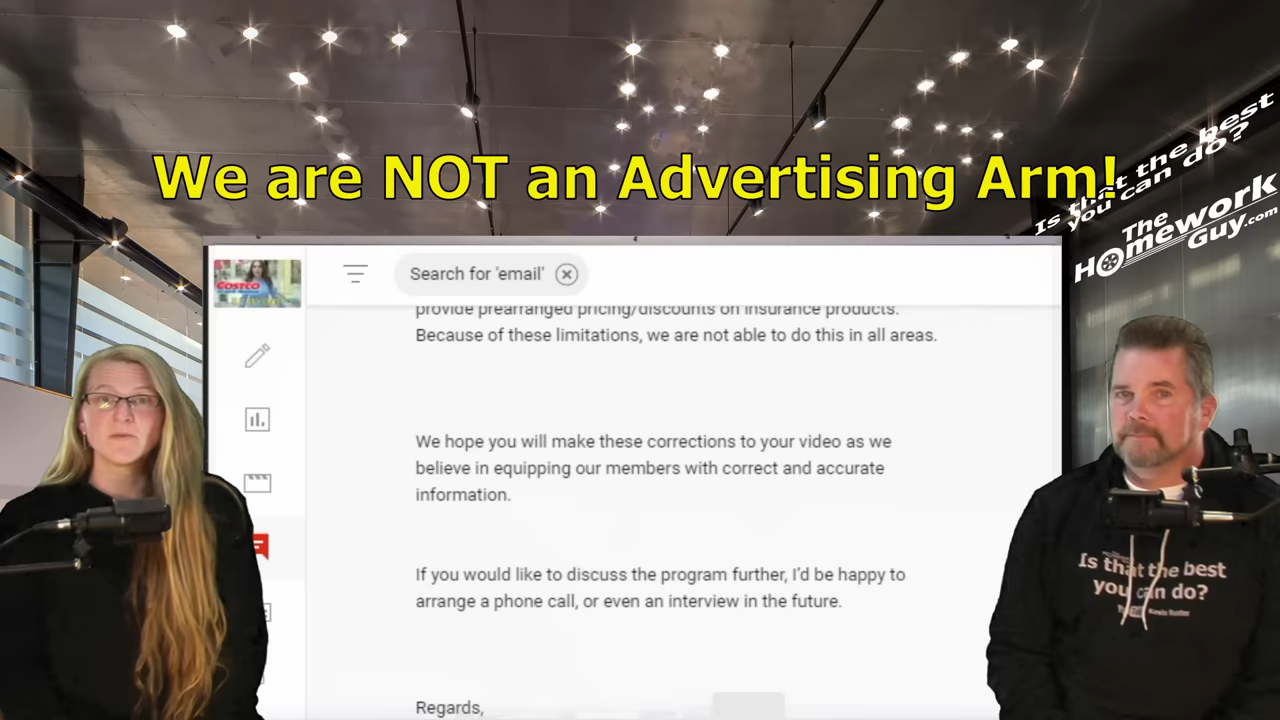 We are NOT an Advertising Arm!
Is that the best
you can do?
The
Homework
Guy.com
COSTCO
Search for 'email'
provide prearranged pricing/discounts on insurance products.
Because of these limitations, we are not able to do this in all areas.
We hope you will make these corrections to your video as we
believe in equipping our members with correct and accurate
information.
If you would like to discuss the program further, I'd be happy to
arrange a phone call, or even an interview in the future.
Regards,
Is that the best
you can do?